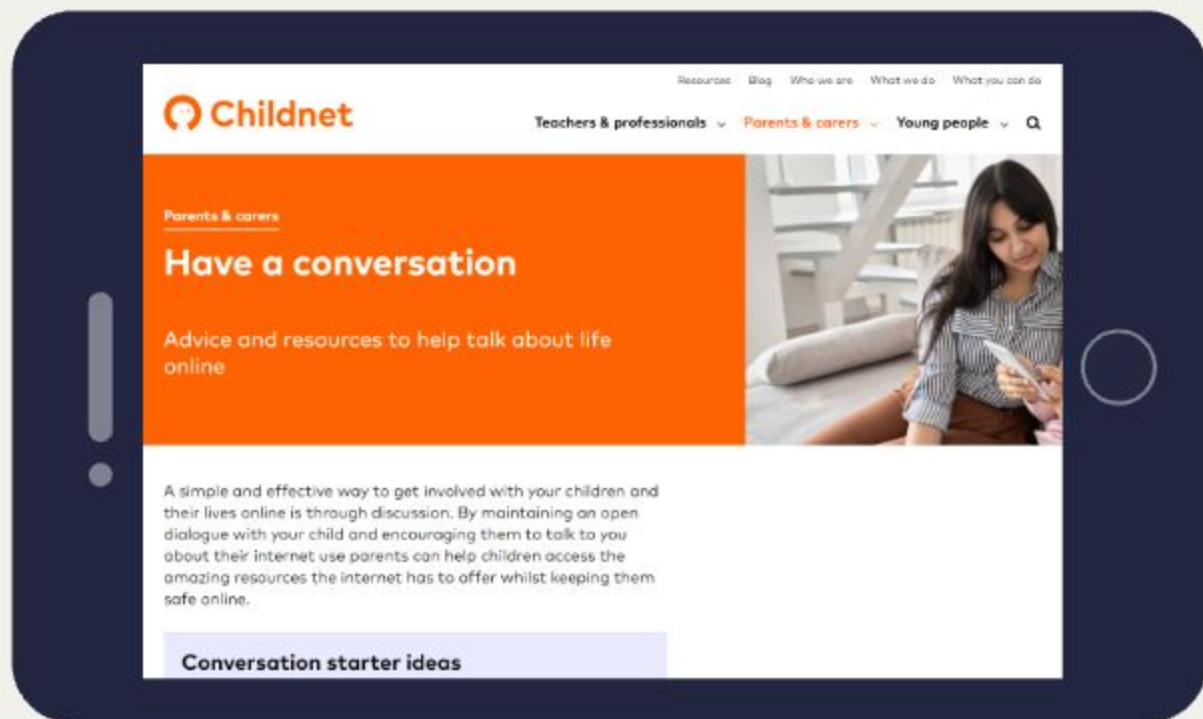 Resources Blog Who we are What we do What you can do
Childnet
Teachers & professionals Parents & carers Young people
Parents & carers
Have a conversation
Advice and resources to help talk about life
online
A simple and effective way to get involved with your children and
their lives online is through discussion. By maintaining an open
dialogue with your child and encouraging them to talk to you
about their internet use parents can help children access the
amazing resources the internet has to offer whilst keeping them
safe online.
Conversation starter ideas